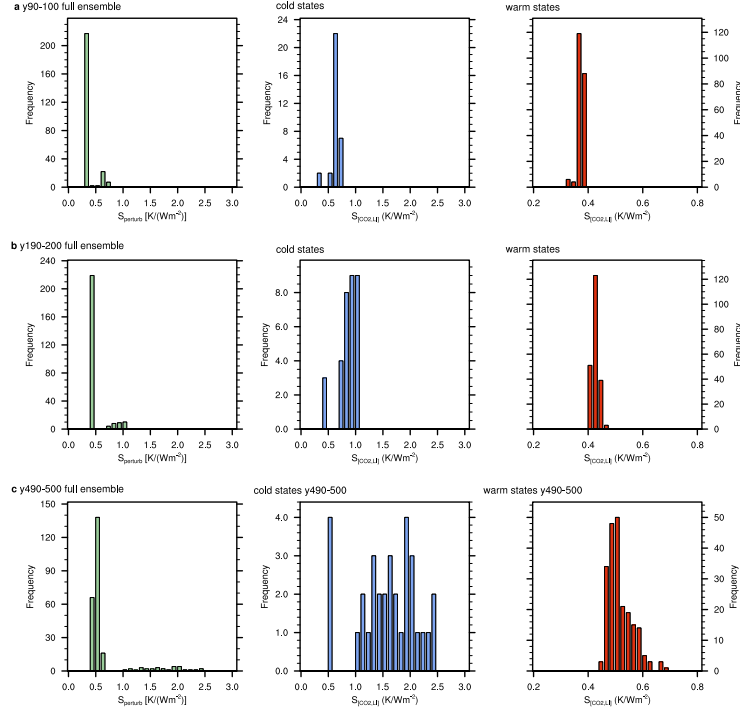 a y90-100 full ensemble
cold states
warm states
200
160
120
80
40
0
Frequency
0.0 0.5 1.0 1.5 2.0 2.5 3.0
Sperturb [K/(Wm-2)]
24
20
16
12
8
4
0
Frequency
0.0 0.5 1.0 1.5 2.0 2.5 3.0
S[CO2,LI] (K/Wm-2)
120
100
80
60
40
20
0
Frequency
0.2 0.4 0.6 0.8
S[CO2,LI] (K/Wm-2)
b y190-200 full ensemble
cold states
warm states
240
200
160
120
80
40
0
Frequency
0.0 0.5 1.0 1.5 2.0 2.5 3.0
Sperturb [K/(Wm-2)]
8.0
6.0
4.0
2.0
0.0
Frequency
0.0 0.5 1.0 1.5 2.0 2.5 3.0
S[CO2,LI] (K/Wm-2)
120
100
80
60
40
20
0
Frequency
0.2 0.4 0.6 0.8
S[CO2,LI] (K/Wm-2)
c y490-500 full ensemble
cold states y490-500
warm states y490-500
150
120
90
60
30
0
Frequency
0.0 0.5 1.0 1.5 2.0 2.5 3.0
Sperturb [K/(Wm-2)]
4.0
3.0
2.0
1.0
0.0
Frequency
0.0 0.5 1.0 1.5 2.0 2.5 3.0
S[CO2,LI] (K/Wm-2)
50
40
30
20
10
0
Frequency
0.2 0.4 0.6 0.8
S[CO2,LI] (K/Wm-2)